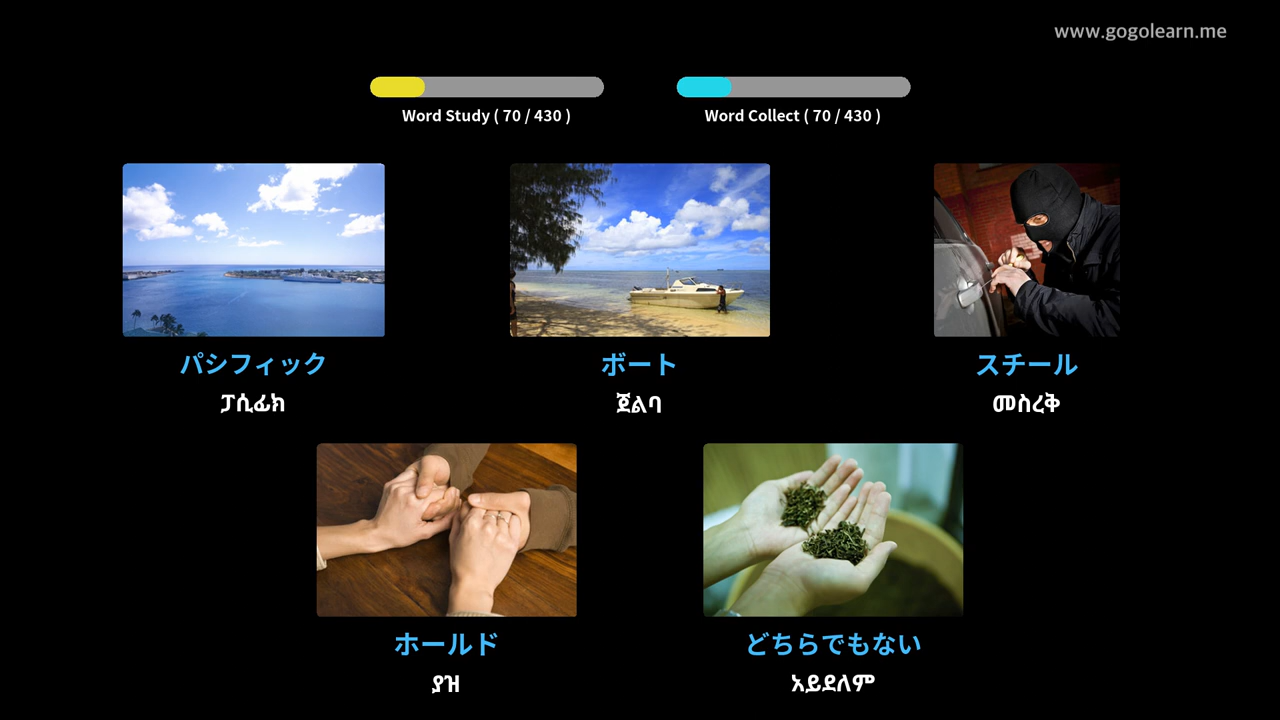 www.gogolearn.me
Word Study ( 70 / 430 )
Word Collect ( 70 / 430 )
パシフィック
ፓሲፊክ
ボート
ጀልባ
スチール
መስረቅ
ホールド
ያዝ
どちらでもない
አይደለም